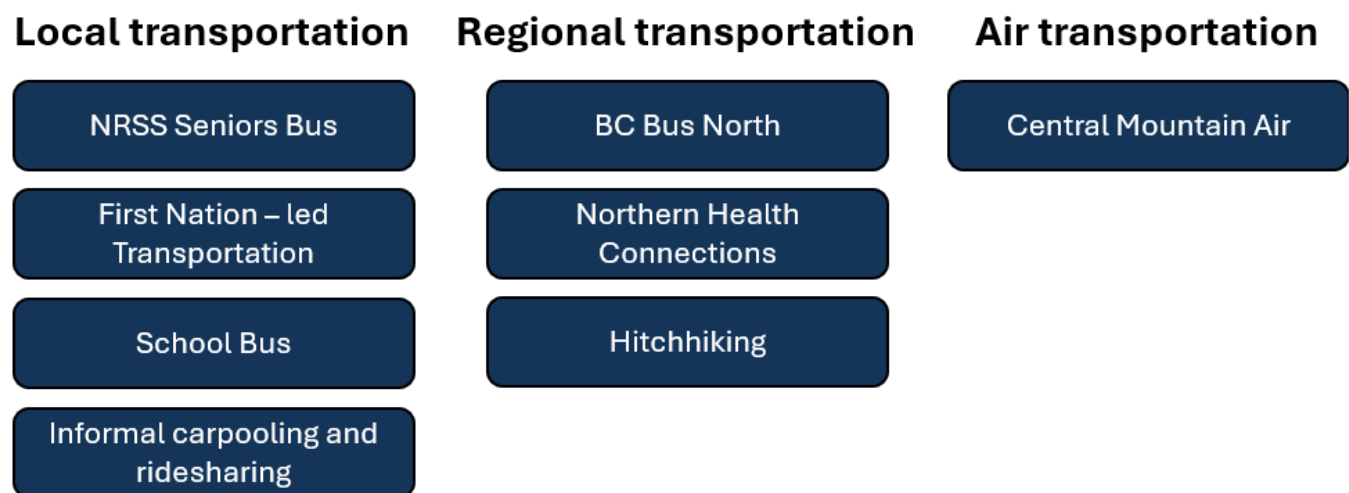 Local transportation
NRSS Seniors Bus
First Nation – led
Transportation
School Bus
Informal carpooling and
ridesharing
Regional transportation
BC Bus North
Northern Health
Connections
Hitchhiking
Air transportation
Central Mountain Air